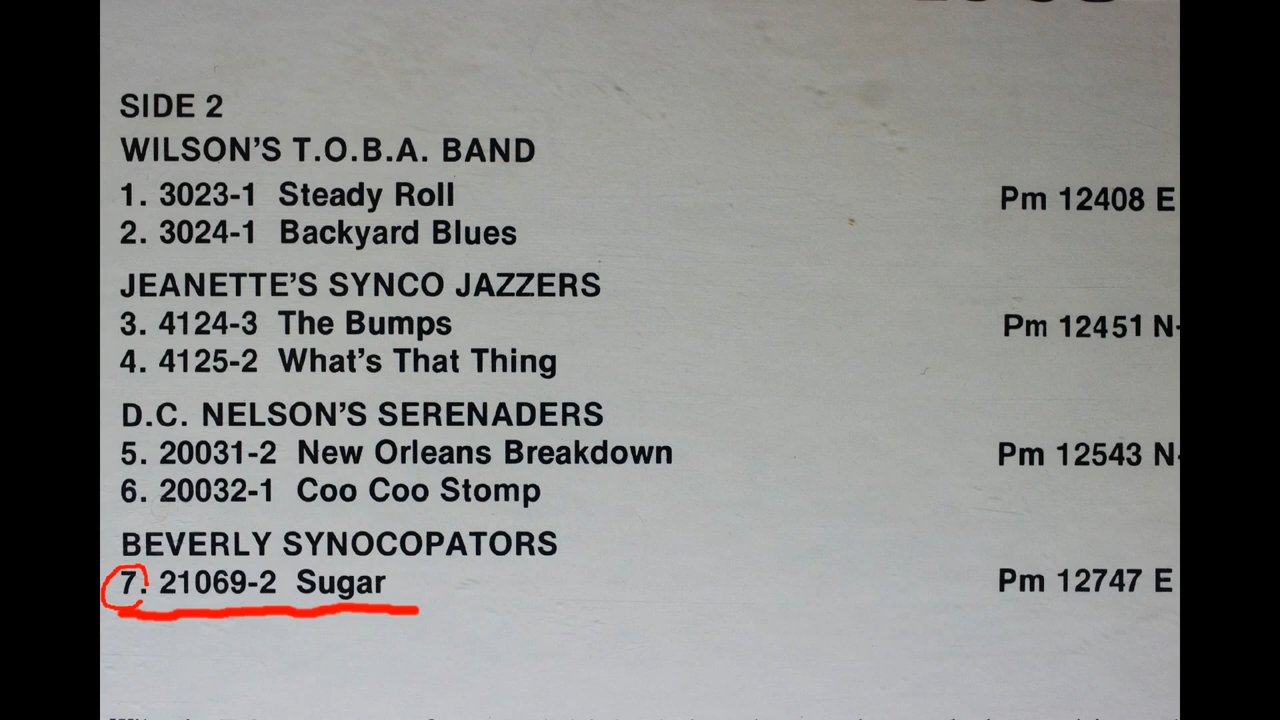 SIDE 2
WILSON'S T.O.B.A. BAND
1. 3023-1 Steady Roll Pm 12408 E
2. 3024-1 Backyard Blues
JEANETTE'S SYNCO JAZZERS
3. 4124-3 The Bumps Pm 12451 N-
4. 4125-2 What's That Thing
D.C. NELSON'S SERENADERS
5. 20031-2 New Orleans Breakdown Pm 12543 N-
6. 20032-1 Coo Coo Stomp
BEVERLY SYNOCOPATORS
7. 21069-2 Sugar Pm 12747 E